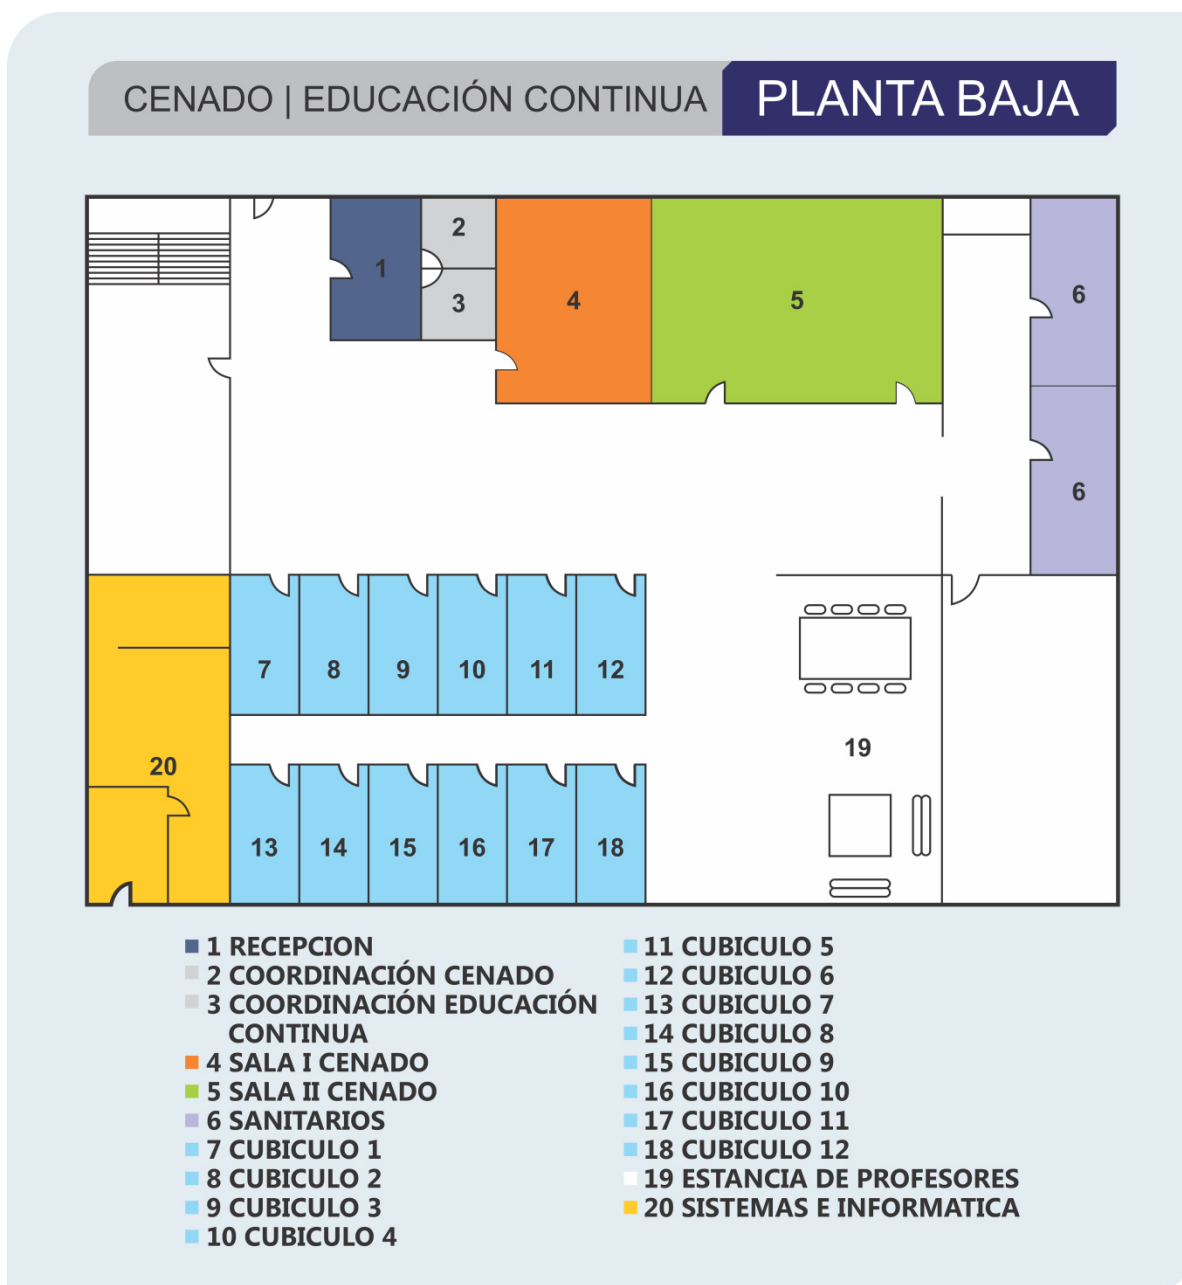 CENADO | EDUCACIÓN CONTINUA
PLANTA BAJA
1
2
3
4
5
6
6
7
8
9
10
11
12
13
14
15
16
17
18
19
20
1 RECEPCION
2 COORDINACIÓN CENADO
3 COORDINACIÓN EDUCACIÓN
CONTINUA
4 SALA I CENADO
5 SALA II CENADO
6 SANITARIOS
7 CUBICULO 1
8 CUBICULO 2
9 CUBICULO 3
10 CUBICULO 4
11 CUBICULO 5
12 CUBICULO 6
13 CUBICULO 7
14 CUBICULO 8
15 CUBICULO 9
16 CUBICULO 10
17 CUBICULO 11
18 CUBICULO 12
19 ESTANCIA DE PROFESORES
20 SISTEMAS E INFORMATICA